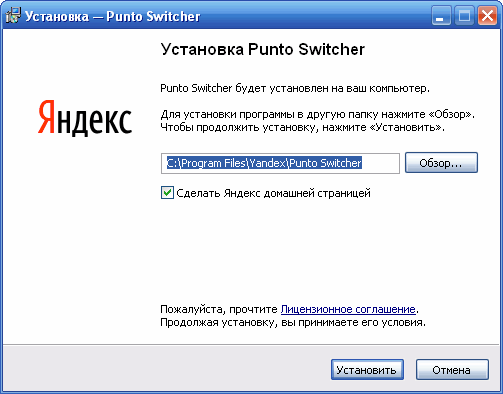 Установка — Punto Switcher
Установка Punto Switcher
Punto Switcher будет установлен на ваш компьютер.
Яндекс
Для установки программы в другую папку нажмите «Обзор».
Чтобы продолжить установку, нажмите «Установить».
C:\Program Files\Yandex\Punto Switcher
Обзор...
Сделать Яндекс домашней страницей
Пожалуйста, прочтите Лицензионное соглашение.
Продолжая установку, вы принимаете его условия.
Установить
Отмена